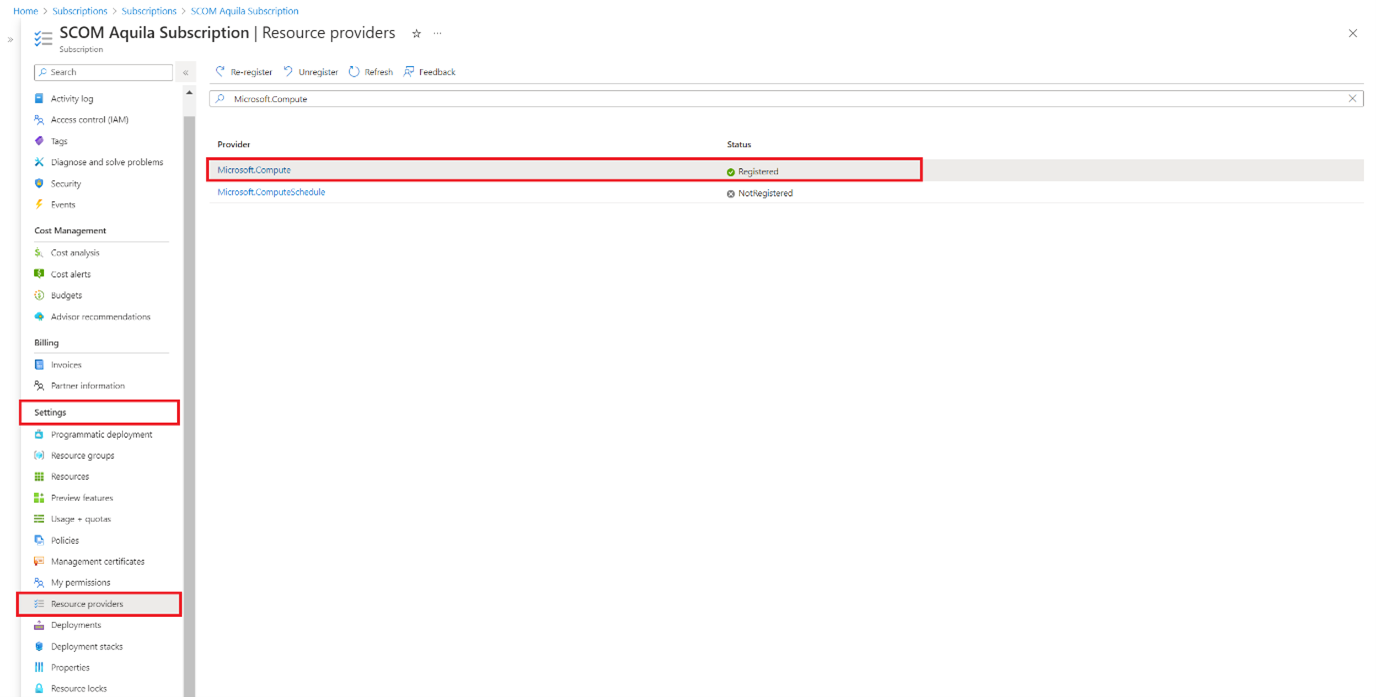 Home > Subscriptions > Subscriptions > SCOM Aquila Subscription
SCOM Aquila Subscription | Resource providers
Subscription
Search
Re-register Unregister Refresh Feedback
Microsoft.Compute
Activity log
Access control (IAM)
Tags
Diagnose and solve problems
Security
Events
Cost Management
Cost analysis
Cost alerts
Budgets
Advisor recommendations
Billing
Invoices
Partner information
Settings
Programmatic deployment
Resource groups
Resources
Preview features
Usage + quotas
Policies
Management certificates
My permissions
Resource providers
Deployments
Deployment stacks
Properties
Resource locks
Provider Status
Microsoft.Compute Registered
Microsoft.ComputeSchedule NotRegistered